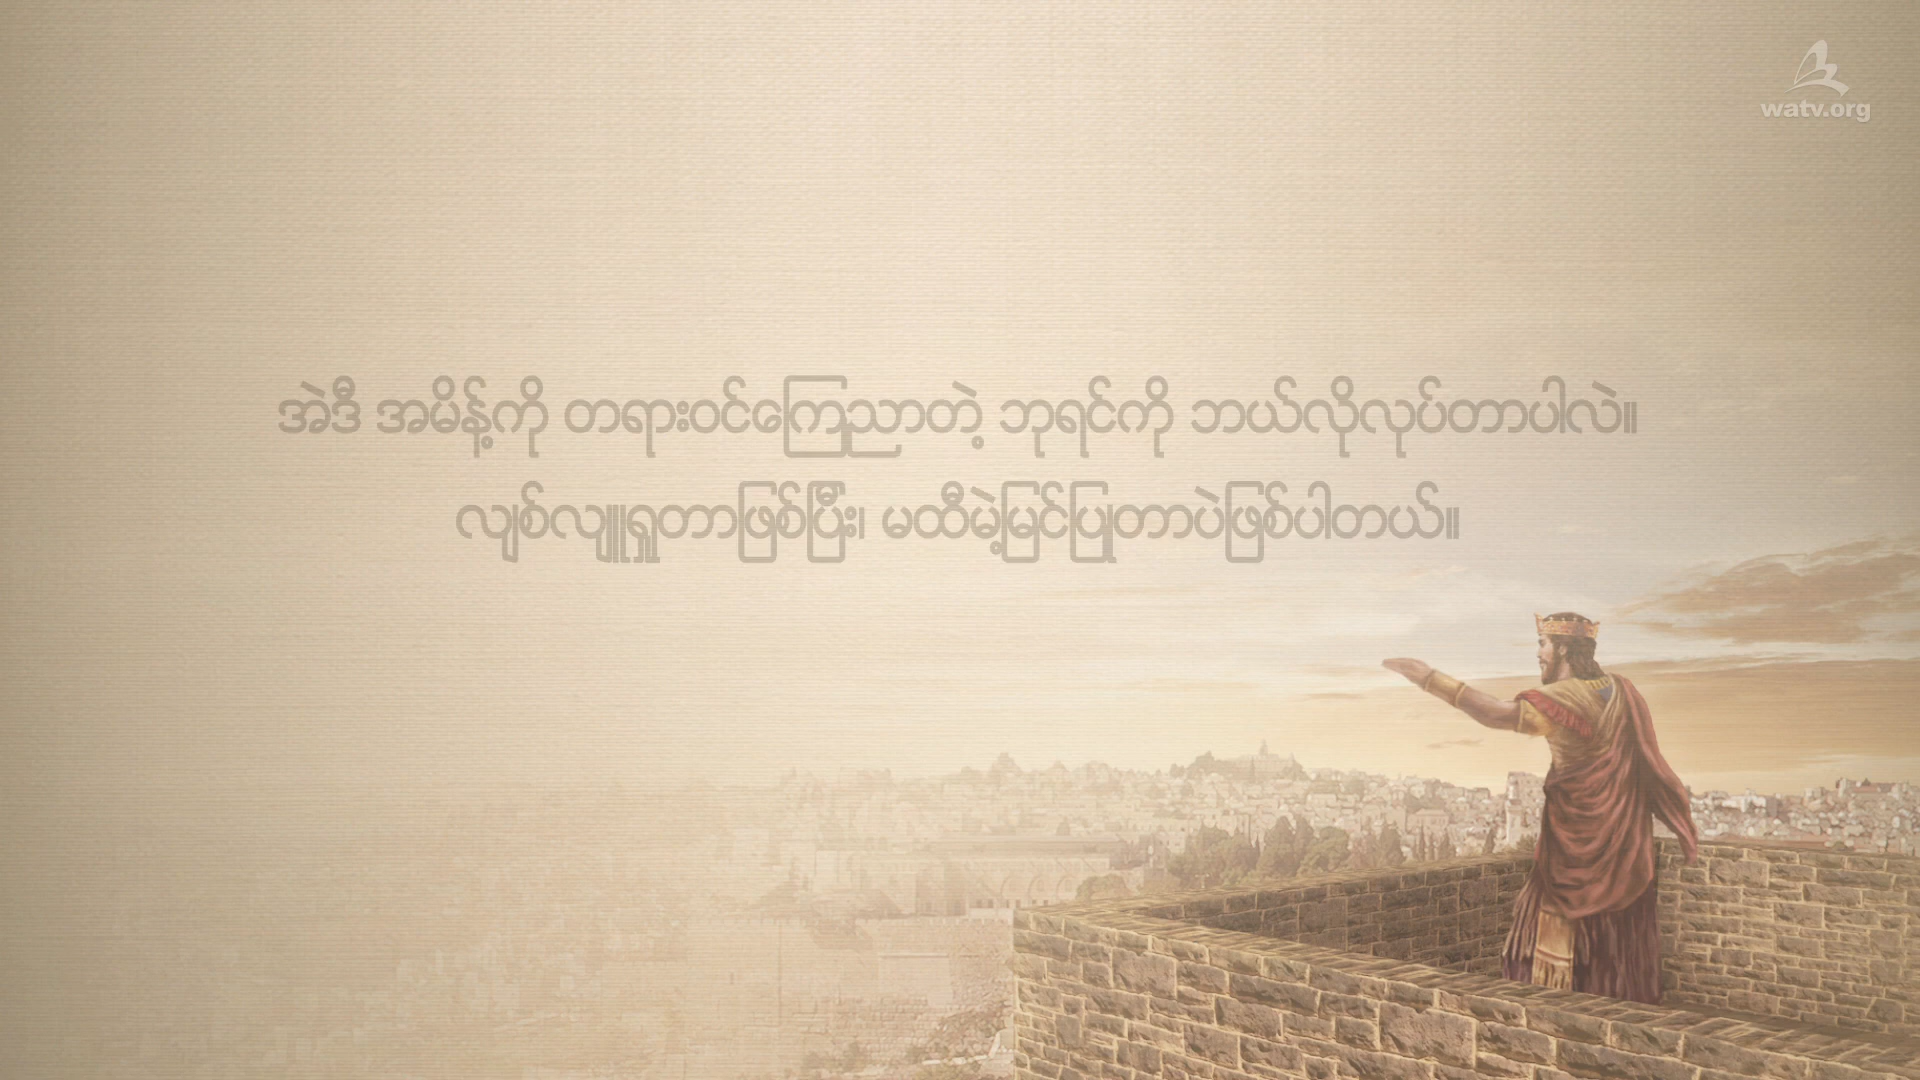 watv.org
အဲဒီ အမိန့်ကို တရားဝင်ကြေညာတဲ့ ဘုရင်ကို ဘယ်လိုလုပ်တာပါလဲ။
လျစ်လျူရှုတာဖြစ်ပြီး၊ မထီမဲ့မြင်ပြုတာပဲဖြစ်ပါတယ်။